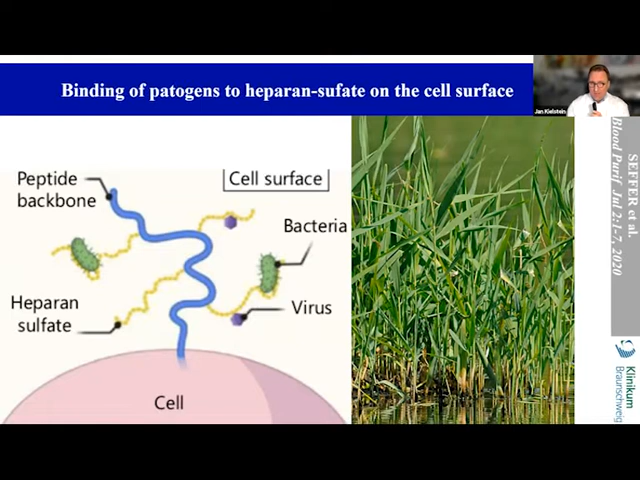 Binding of patogens to heparan-sufate on the cell surface
Jan Kielstein
Peptide
backbone
Cell surface
Bacteria
Heparan
sulfate
Virus
Cell
SEFFER et al.
Blood Purif Jul 2:1-7, 2020
Klinikum
Braunschweig